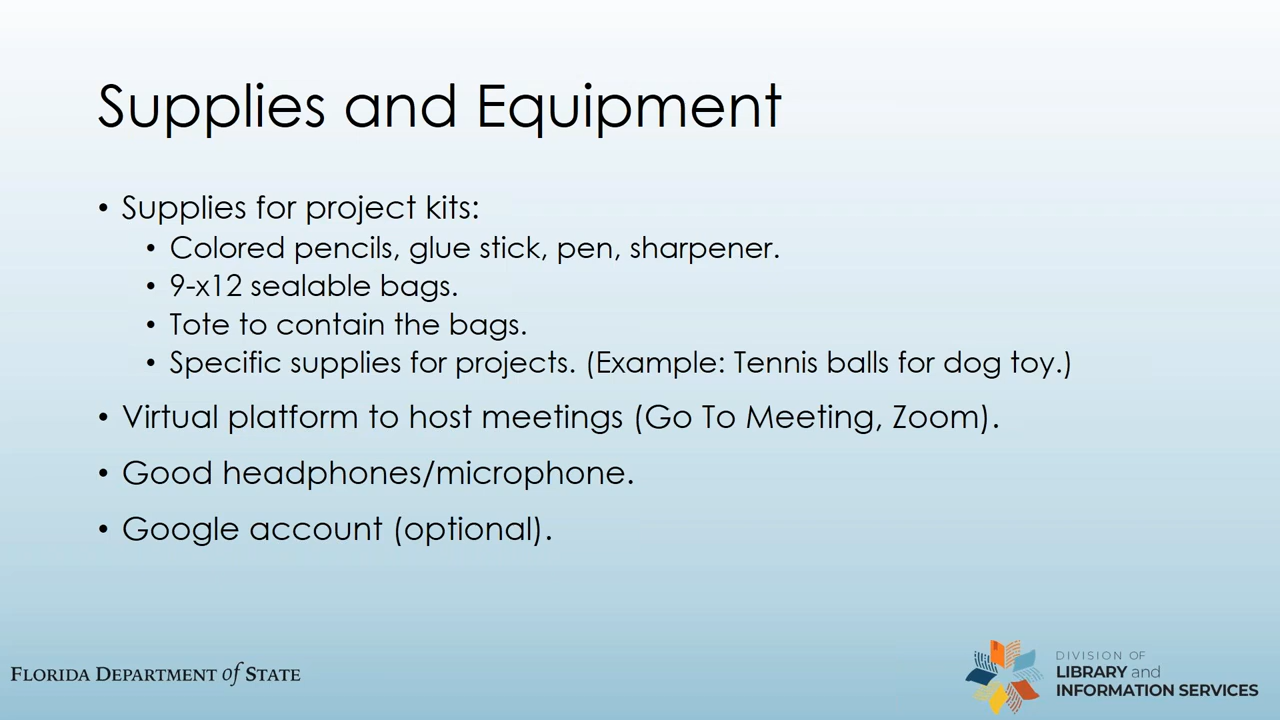 Supplies and Equipment
• Supplies for project kits:
• Colored pencils, glue stick, pen, sharpener.
• 9-x12 sealable bags.
• Tote to contain the bags.
• Specific supplies for projects. (Example: Tennis balls for dog toy.)
• Virtual platform to host meetings (Go To Meeting, Zoom).
• Good headphones/microphone.
• Google account (optional).
FLORIDA DEPARTMENT of STATE
DIVISION OF
LIBRARY and
INFORMATION SERVICES